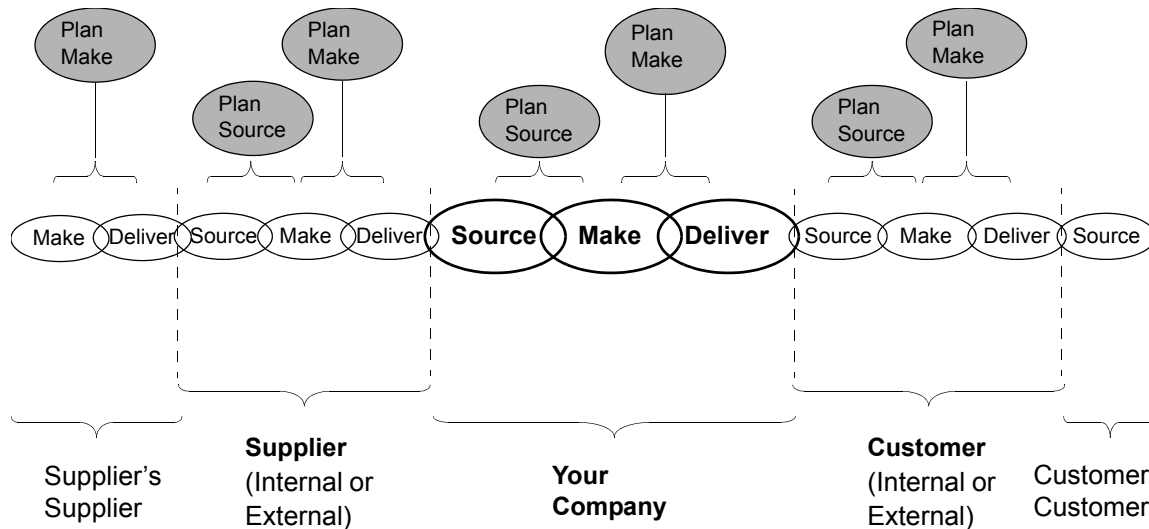 Plan
Make
Plan
Make
Plan
Make
Plan
Make
Plan
Source
Plan
Source
Plan
Source
Make Deliver Source Make Deliver Source Make Deliver Source Make Deliver Source
Supplier's
Supplier
Supplier
(Internal or
External)
Your
Company
Customer
(Internal or
External)
Customer
Customer